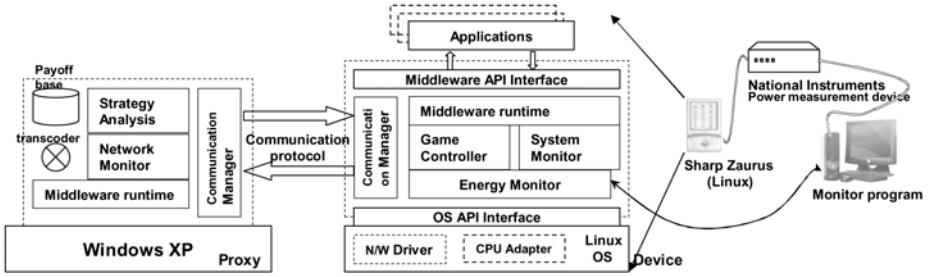 Applications
Middleware API Interface
Payoff
base
Strategy
Analysis
transcoder
Network
Monitor
Middleware runtime
Communication
Manager
Communication
protocol
Communicati
on Manager
Middleware runtime
Game
Controller
System
Monitor
Energy Monitor
OS API Interface
Windows XP
Proxy
N/W Driver
CPU Adapter
Linux
OS
Device
National Instruments
Power measurement device
Sharp Zaurus
(Linux)
Monitor program